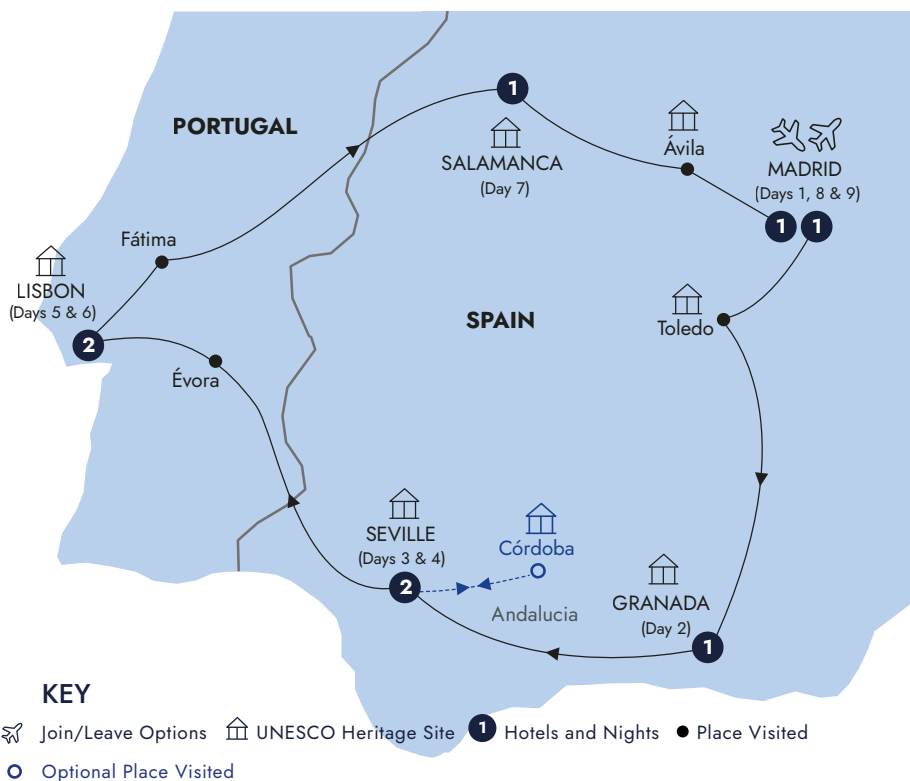 PORTUGAL
1
SALAMANCA
(Day 7)
Ávila
MADRID
(Days 1, 8 & 9)
1
1
Fátima
LISBON
(Days 5 & 6)
2
SPAIN
Toledo
Évora
SEVILLE
(Days 3 & 4)
2
Córdoba
Andalucia
GRANADA
(Day 2)
1
KEY
Join/Leave Options
UNESCO Heritage Site
1 Hotels and Nights
Place Visited
Optional Place Visited